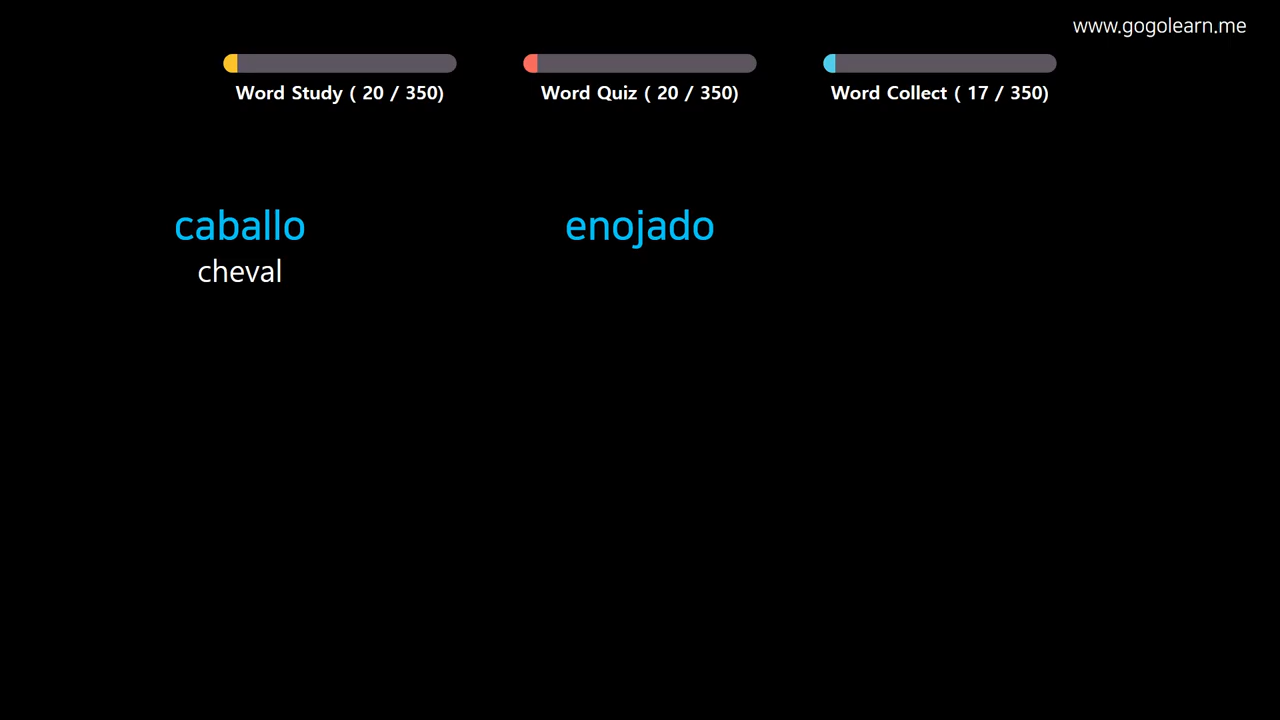 www.gogolearn.me
Word Study ( 20 / 350)
Word Quiz ( 20 / 350)
Word Collect ( 17 / 350)
caballo
cheval
enojado